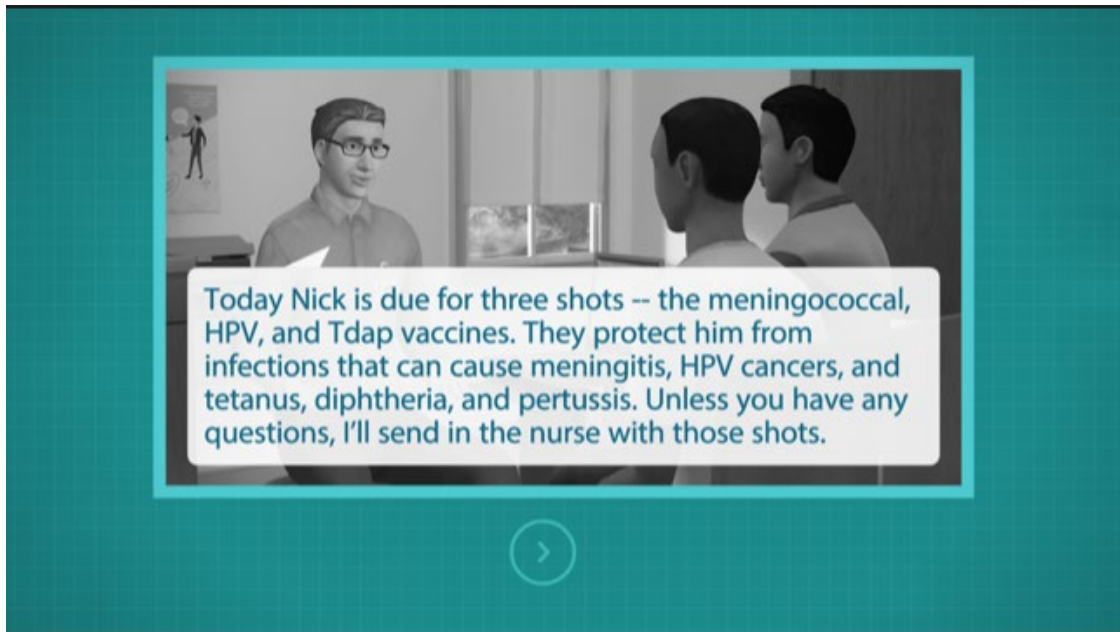 Today Nick is due for three shots -- the meningococcal,
HPV, and Tdap vaccines. They protect him from
infections that can cause meningitis, HPV cancers, and
tetanus, diphtheria, and pertussis. Unless you have any
questions, I'll send in the nurse with those shots.